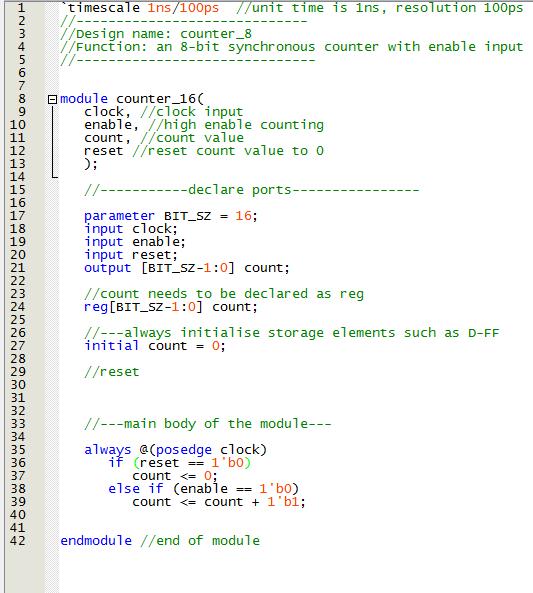 1 `timescale 1ns/100ps //unit time is 1ns, resolution 100ps
2 //-----------------------------
3 //Design name: counter_8
4 //Function: an 8-bit synchronous counter with enable input
5 //------------------------------
6
7
8 module counter_16(
9 clock, //clock input
10 enable, //high enable counting
11 count, //count value
12 reset //reset count value to 0
13 );
14
15 //-----------declare ports----------------
16
17 parameter BIT_SZ = 16;
18 input clock;
19 input enable;
20 input reset;
21 output [BIT_SZ-1:0] count;
22
23 //count needs to be declared as reg
24 reg[BIT_SZ-1:0] count;
25
26 //---always initialise storage elements such as D-FF
27 initial count = 0;
28
29 //reset
30
31
32
33 //---main body of the module---
34
35 always @(posedge clock)
36 if (reset == 1'b0)
37 count <= 0;
38 else if (enable == 1'b0)
39 count <= count + 1'b1;
40
41
42 endmodule //end of module